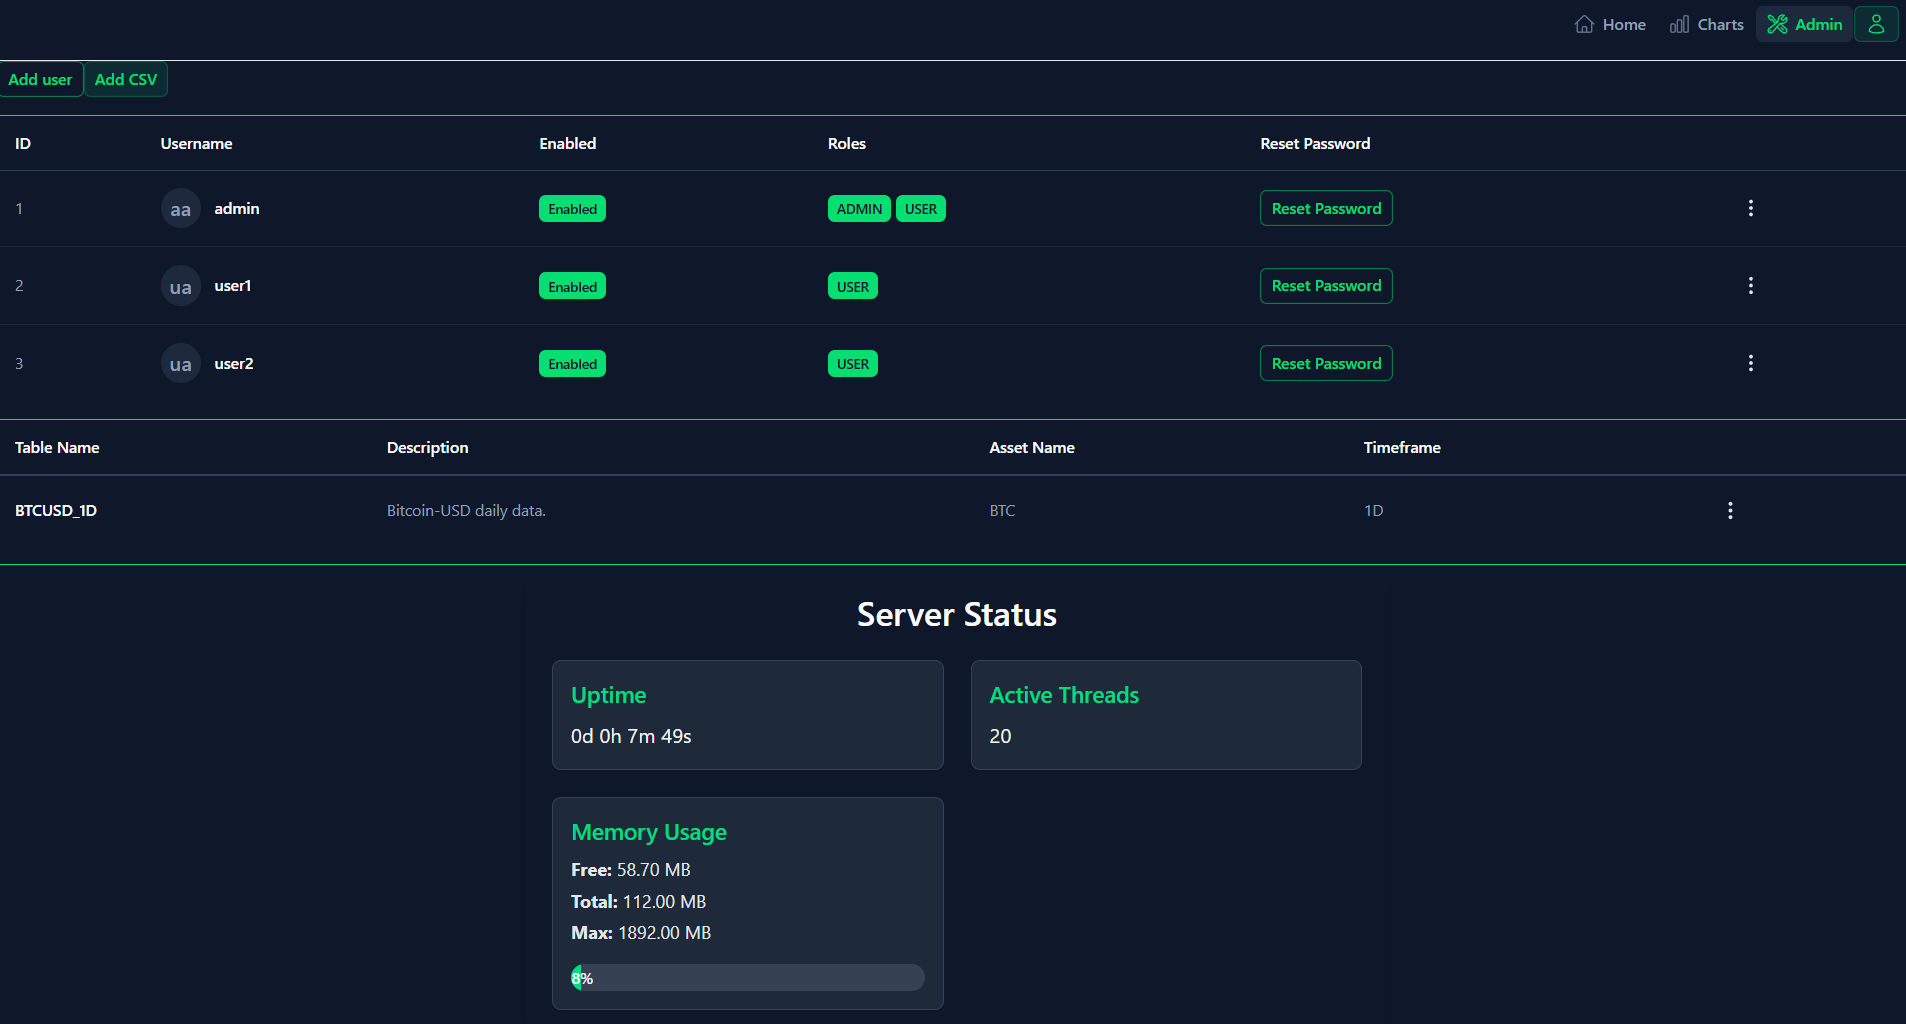 Home Charts Admin
Add user Add CSV
ID Username Enabled Roles Reset Password
1 aa admin Enabled ADMIN USER Reset Password
2 ua user1 Enabled USER Reset Password
3 ua user2 Enabled USER Reset Password
Table Name Description Asset Name Timeframe
BTCUSD_1D Bitcoin-USD daily data. BTC 1D
Server Status
Uptime
0d 0h 7m 49s
Active Threads
20
Memory Usage
Free: 58.70 MB
Total: 112.00 MB
Max: 1892.00 MB
8%